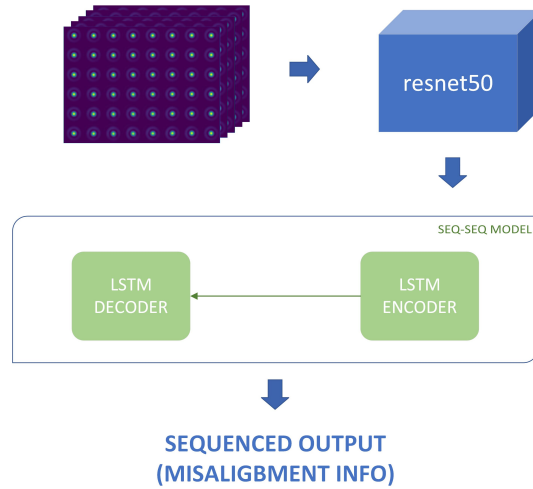 resnet50
SEQ-SEQ MODEL
LSTM
DECODER
LSTM
ENCODER
SEQUENCED OUTPUT
(MISALIGBMENT INFO)